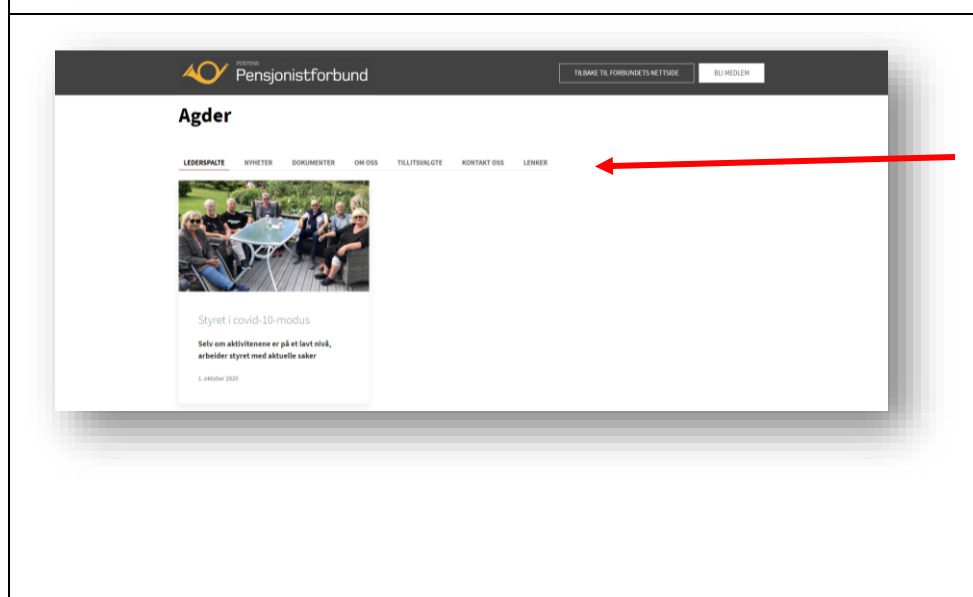 POSTENS
Pensjonistforbund
TILBAKE TIL FORBUNDETS NETTSIDE
BLI MEDLEM
Agder
LEDERSPALTE NYHETER DOKUMENTER OM OSS TILLITSVALGTE KONTAKT OSS LENKER
Styret i covid-10-modus
Selv om aktivitenene er på et lavt nivå,
arbeider styret med aktuelle saker
1. oktober 2020